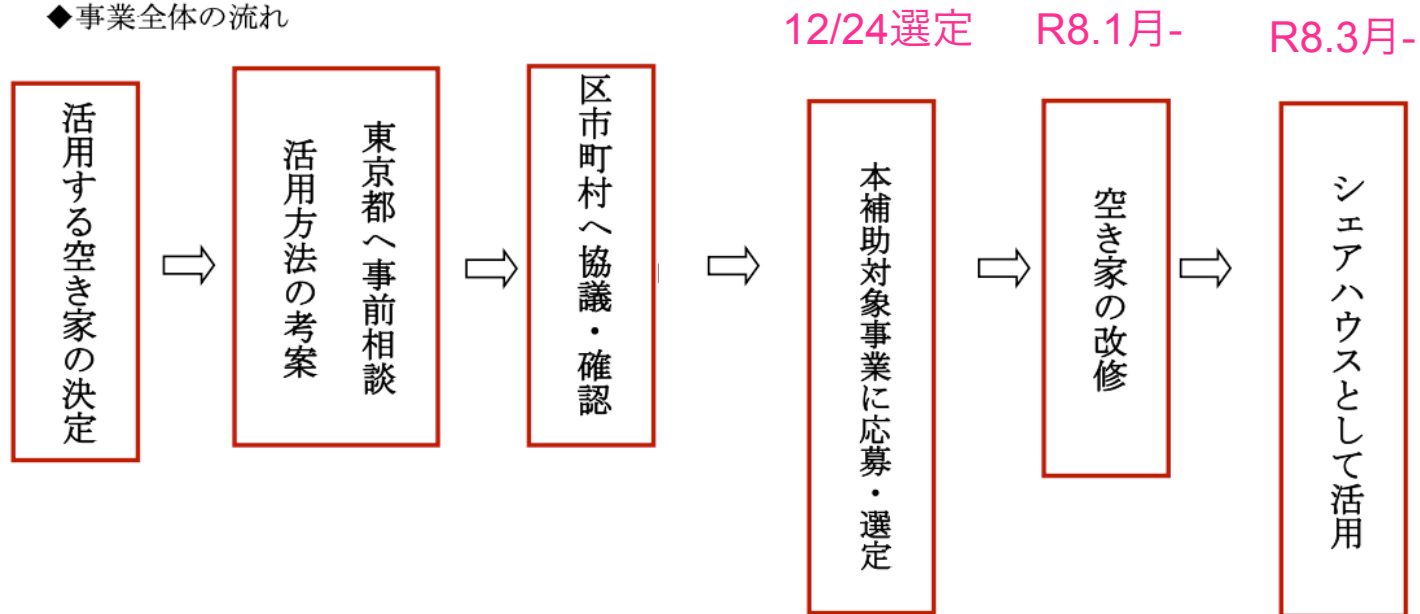 ◆事業全体の流れ
12/24選定
R8.1月-
R8.3月-
活用する空き家の決定
東京都へ事前相談
活用方法の考案
区市町村へ協議・確認
本補助対象事業に応募・選定
空き家の改修
シェアハウスとして活用